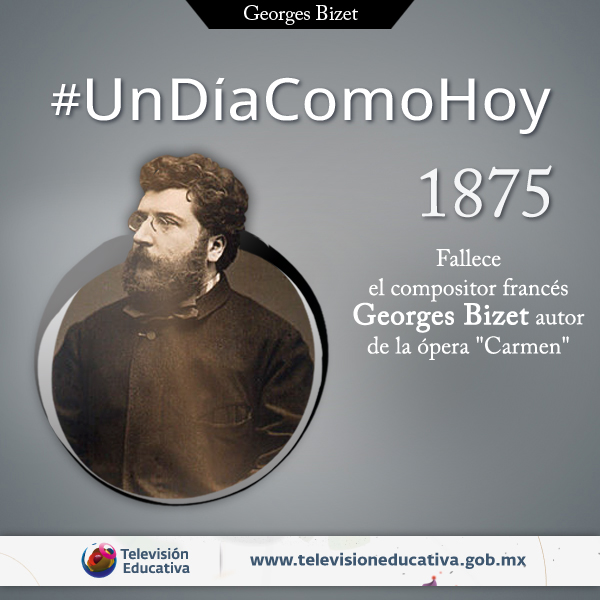 Georges Bizet
#UnDíaComoHoy
1875
Fallece
el compositor francés
Georges Bizet autor
de la ópera "Carmen"
Televisión
Educativa
www.televisioneducativa.gob.mx